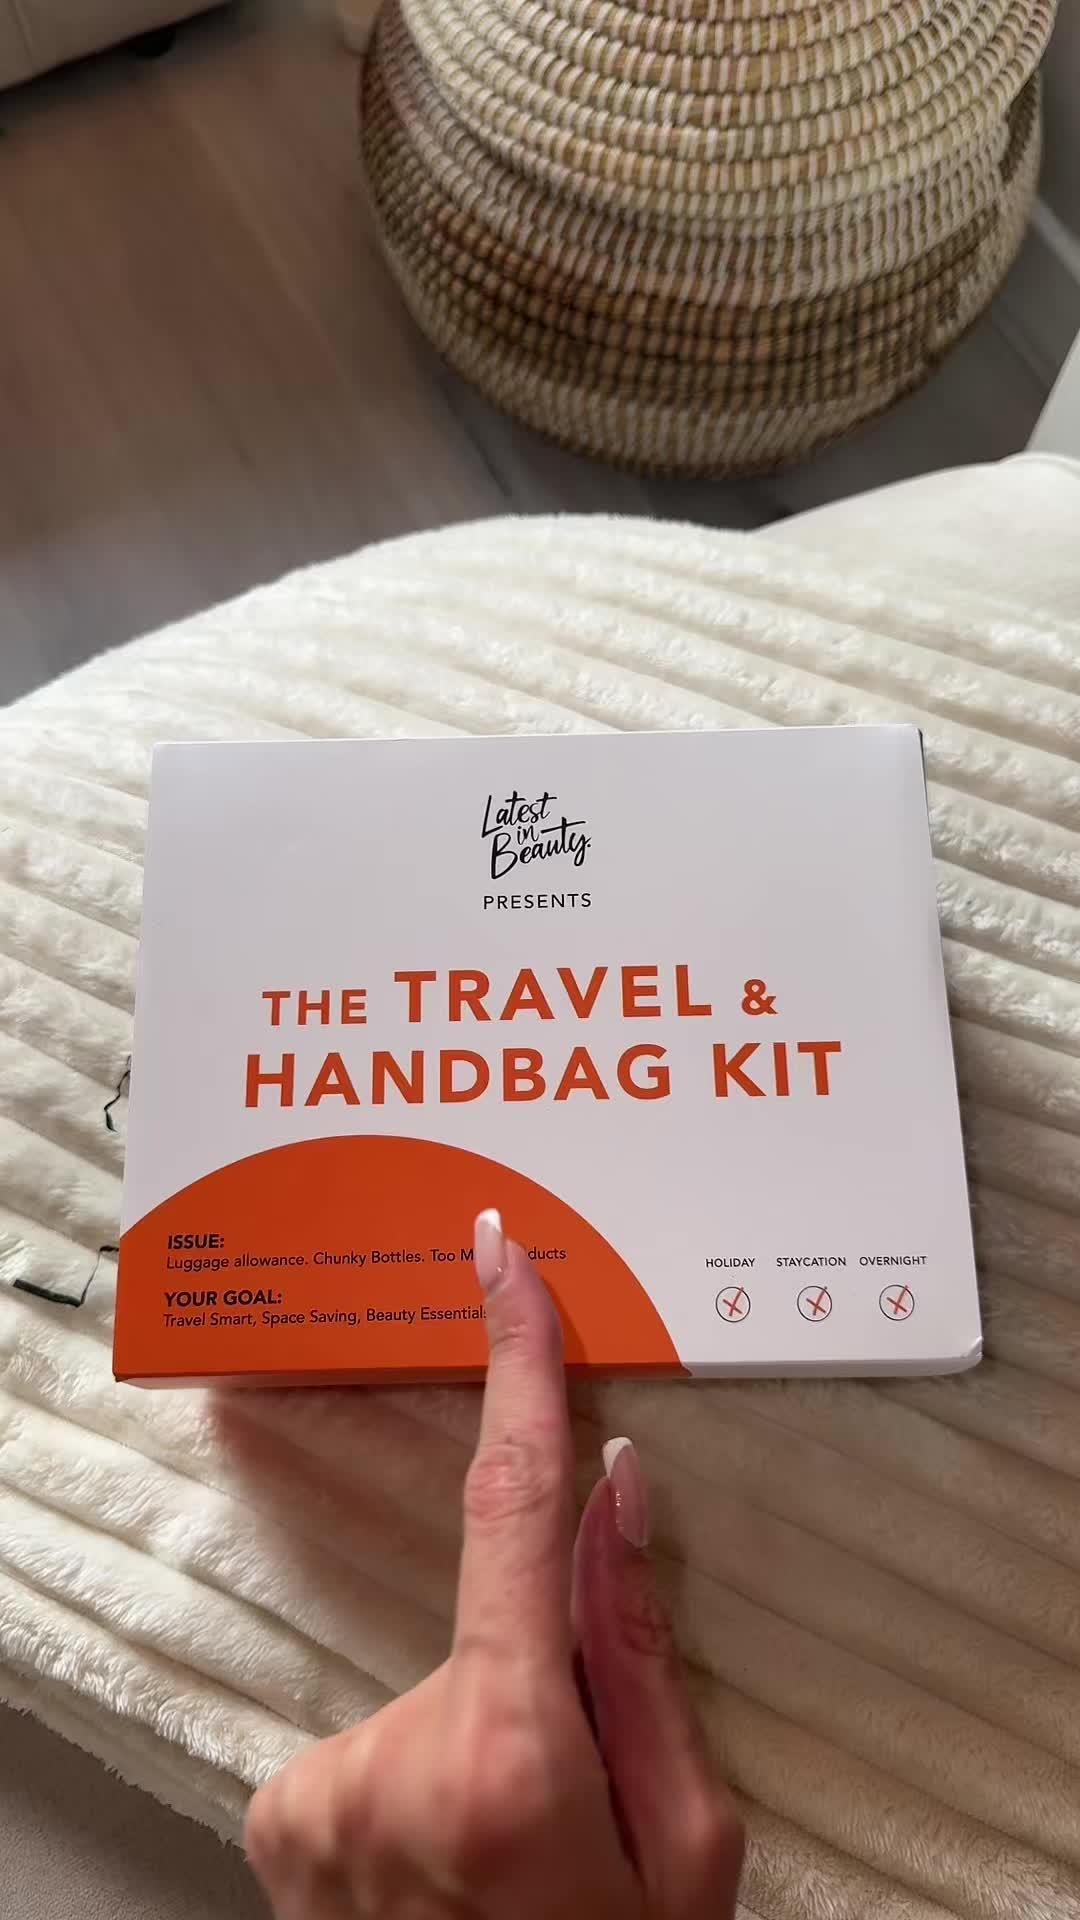 Latest
in
Beauty.
PRESENTS
THE TRAVEL &
HANDBAG KIT
ISSUE:
Luggage allowance. Chunky Bottles. Too
YOUR GOAL:
Travel Smart, Space Saving, Beauty Essentials
HOLIDAY STAYCATION OVERNIGHT